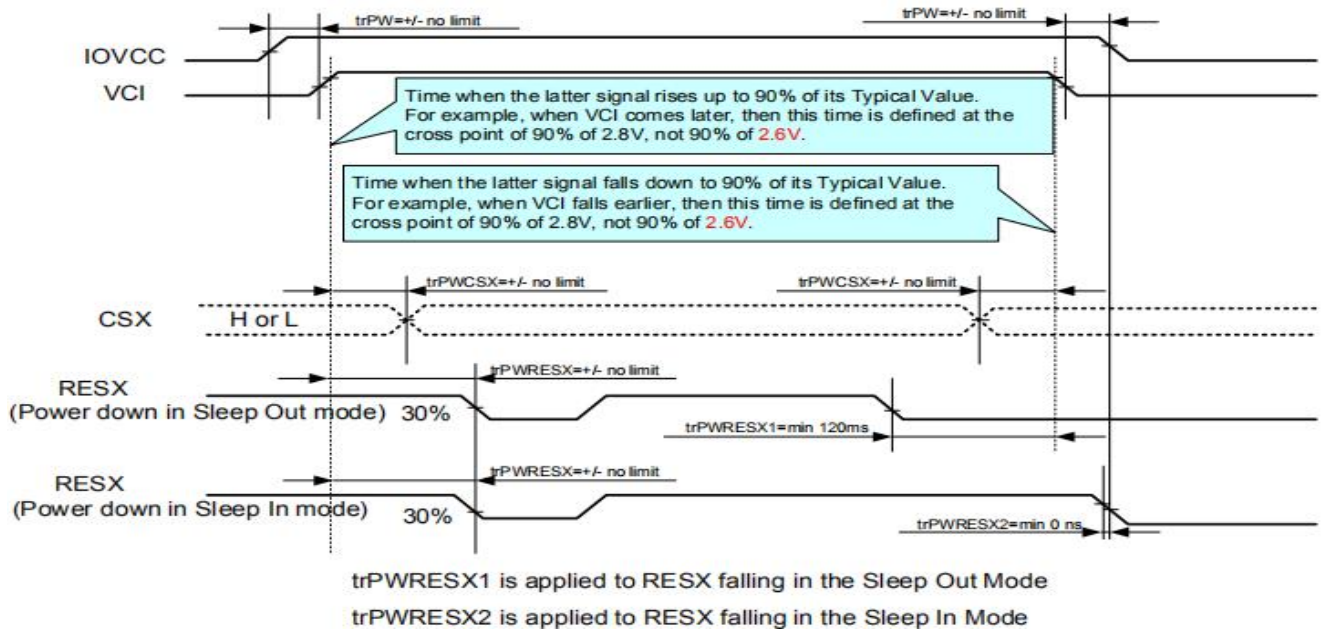 trPW=+/- no limit
trPW=+/- no limit
IOVCC
VCI
Time when the latter signal rises up to 90% of its Typical Value.
For example, when VCI comes later, then this time is defined at the
cross point of 90% of 2.8V, not 90% of 2.6V.
Time when the latter signal falls down to 90% of its Typical Value.
For example, when VCI falls earlier, then this time is defined at the
cross point of 90% of 2.8V, not 90% of 2.6V.
trPWCSX=+/- no limit
trPWCSX=+/- no limit
CSX
H or L
trPWRESX=+/- no limit
RESX
(Power down in Sleep Out mode)
30%
trPWRESX1=min 120ms
trPWRESX=+/- no limit
RESX
(Power down in Sleep In mode)
30%
trPWRESX2=min 0 ns
trPWRESX1 is applied to RESX falling in the Sleep Out Mode
trPWRESX2 is applied to RESX falling in the Sleep In Mode